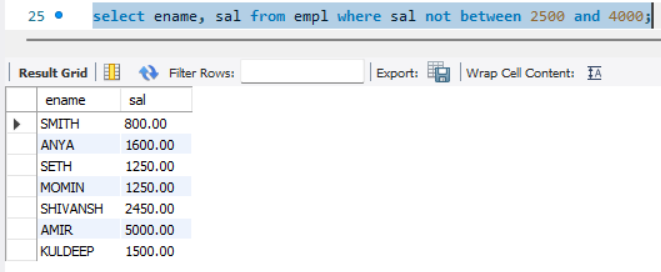 25 select ename, sal from empl where sal not between 2500 and 4000;
Result Grid Filter Rows: Export: Wrap Cell Content: IA
ename sal
SMITH 800.00
ANYA 1600.00
SETH 1250.00
MOMIN 1250.00
SHIVANSH 2450.00
AMIR 5000.00
KULDEEP 1500.00